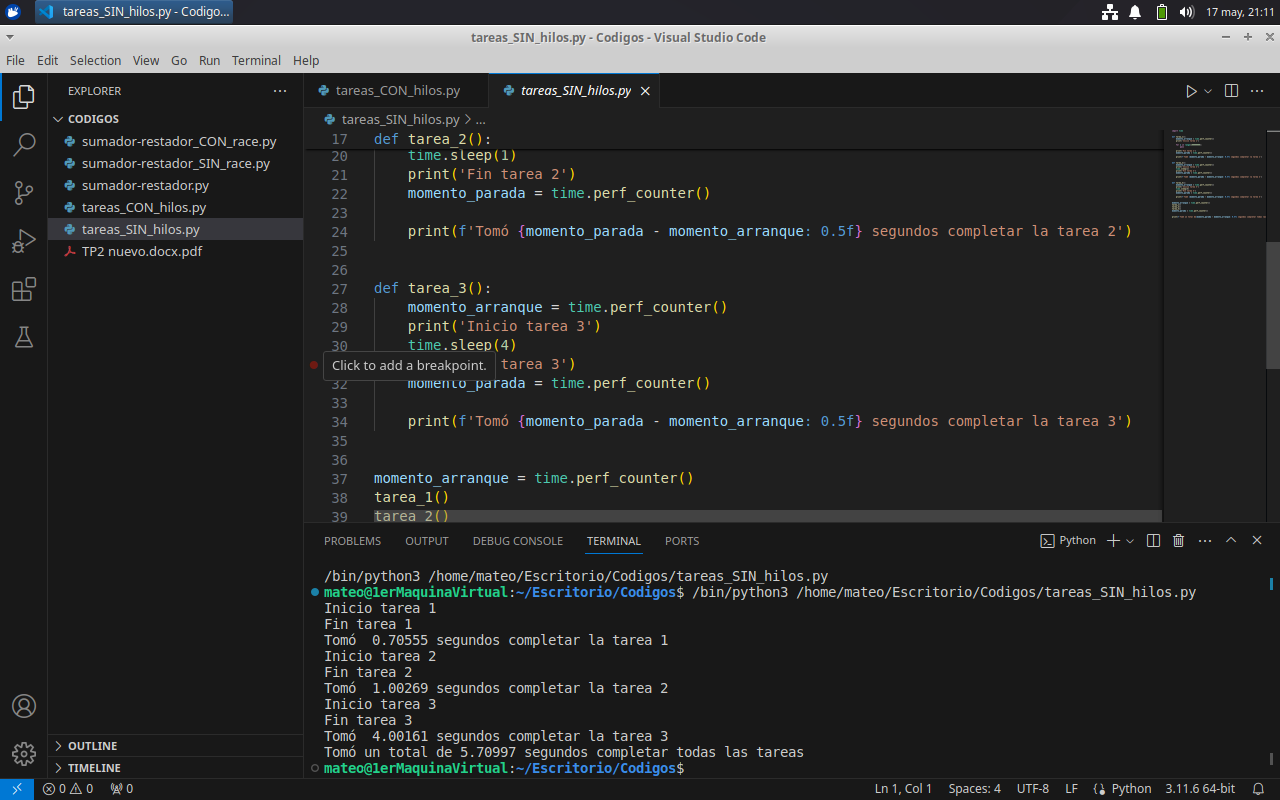 tareas_SIN_hilos.py - Codigo...
17 may, 21:11
tareas_SIN_hilos.py - Codigos - Visual Studio Code
File Edit Selection View Go Run Terminal Help
EXPLORER
CODIGOS
sumador-restador_CON_race.py
sumador-restador_SIN_race.py
sumador-restador.py
tareas_CON_hilos.py
tareas_SIN_hilos.py
TP2 nuevo.docx.pdf
OUTLINE
TIMELINE
tareas_CON_hilos.py tareas_SIN_hilos.py
tareas_SIN_hilos.py > ...
17 def tarea_2():
20 time.sleep(1)
21 print('Fin tarea 2')
22 momento_parada = time.perf_counter()
23
24 print(f'Tomó {momento_parada - momento_arranque: 0.5f} segundos completar la tarea 2')
25
26
27 def tarea_3():
28 momento_arranque = time.perf_counter()
29 print('Inicio tarea 3')
30 time.sleep(4)
Click to add a breakpoint. tarea 3')
32 momento_parada = time.perf_counter()
33
34 print(f'Tomó {momento_parada - momento_arranque: 0.5f} segundos completar la tarea 3')
35
36
37 momento_arranque = time.perf_counter()
38 tarea_1()
39 tarea_2()
PROBLEMS OUTPUT DEBUG CONSOLE TERMINAL PORTS
Python
/bin/python3 /home/mateo/Escritorio/Codigos/tareas_SIN_hilos.py
mateo@1erMaquinaVirtual:~/Escritorio/Codigos$ /bin/python3 /home/mateo/Escritorio/Codigos/tareas_SIN_hilos.py
Inicio tarea 1
Fin tarea 1
Tomó  0.70555 segundos completar la tarea 1
Inicio tarea 2
Fin tarea 2
Tomó  1.00269 segundos completar la tarea 2
Inicio tarea 3
Fin tarea 3
Tomó  4.00161 segundos completar la tarea 3
Tomó un total de 5.70997 segundos completar todas las tareas
mateo@1erMaquinaVirtual:~/Escritorio/Codigos$
0 0 0 Ln 1, Col 1 Spaces: 4 UTF-8 LF Python 3.11.6 64-bit